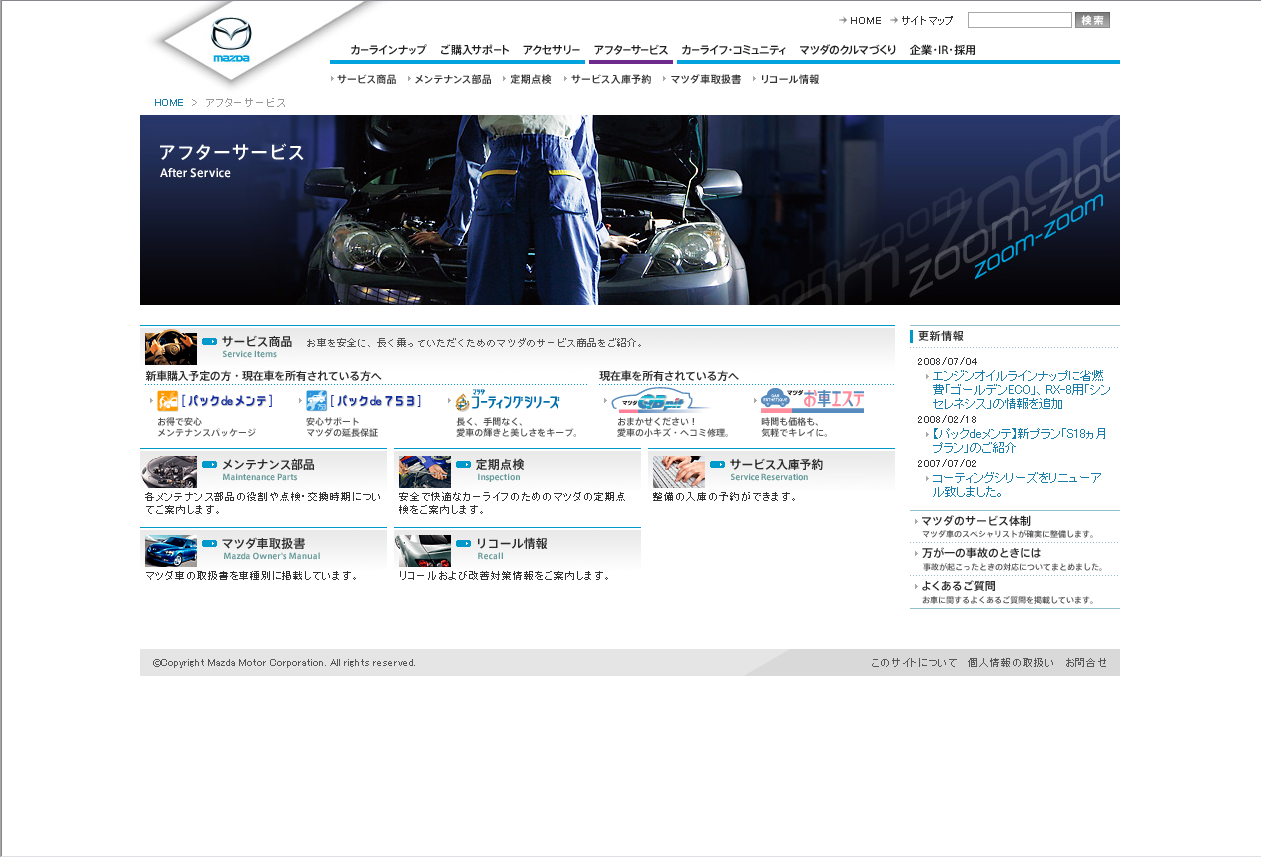 HOME サイトマップ 検索
mazda
カーラインナップ ご購入サポート アクセサリー アフターサービス カーライフ・コミュニティ マツダのクルマづくり 企業・IR・採用
サービス商品 メンテナンス部品 定期点検 サービス入庫予約 マツダ車取扱書 リコール情報
HOME > アフターサービス
アフターサービス
After Service
zoom-zoom
サービス商品 お車を安全に、長く乗っていただくためのマツダのサービス商品をご紹介。
Service Items
新車購入予定の方・現在車を所有されている方へ
現在車を所有されている方へ
[パックdeメンテ]
お得で安心
メンテナンスパッケージ
[パックde753]
安心サポート
マツダの延長保証
コーティングシリーズ
長く、手間なく、
愛車の輝きと美しさをキープ。
おまかせください!
愛車の小キズ・ヘコミ修理。
マツダ お車エステ
時間も価格も、
気軽でキレイに。
メンテナンス部品
Maintenance Parts
各メンテナンス部品の役割や点検・交換時期につい
てご案内します。
定期点検
Inspection
安全で快適なカーライフのためのマツダの定期点
検をご案内します。
サービス入庫予約
Service Reservation
整備の入庫の予約ができます。
マツダ車取扱書
Mazda Owner's Manual
マツダ車の取扱書を車種別に掲載しています。
リコール情報
Recall
リコールおよび改善対策情報をご案内します。
更新情報
2008/07/04
エンジンオイルラインナップに省燃
費「ゴールデンECO」、RX-8用「シン
セレネシス」の情報を追加
2008/02/18
【パックdeメンテ】新プラン「S18ヵ月
プラン」のご紹介
2007/07/02
コーティングシリーズをリニューア
ル致しました。
マツダのサービス体制
マツダ車のスペシャリストが確実に整備します。
万が一の事故のときには
事故が起こったときの対応についてまとめました。
よくあるご質問
お車に関するよくあるご質問を掲載しています。
©Copyright Mazda Motor Corporation. All rights reserved.
このサイトについて 個人情報の取扱い お問合せ